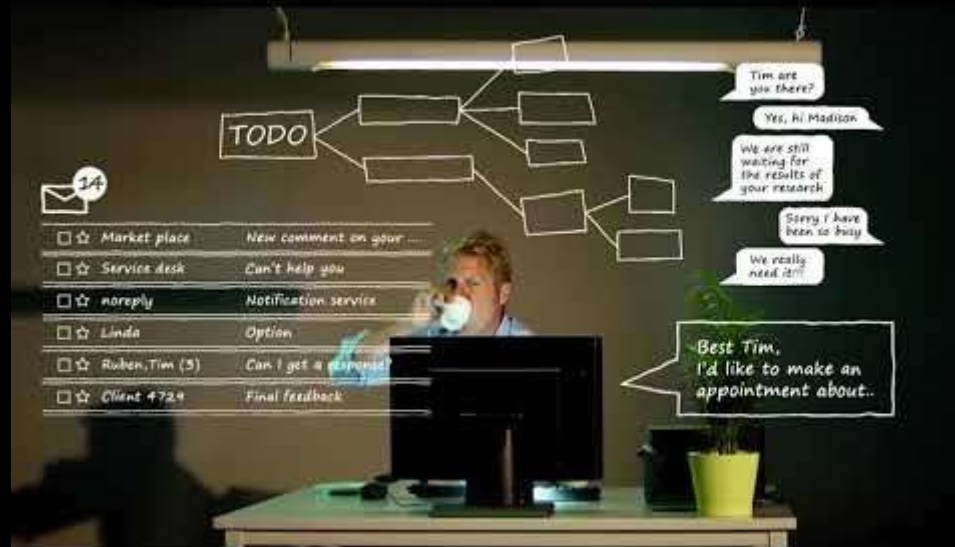 TODO
14
Market place New comment on your ...
Service desk Can't help you
noreply Notification service
Linda Option
Ruben,Tim (3) Can I get a response?
Client 4729 Final feedback
Tim are
you there?
Yes, hi Madison
We are still
waiting for
the results of
your research
Sorry I have
been so busy
We really
need it!!!
Best Tim,
I'd like to make an
appointment about..